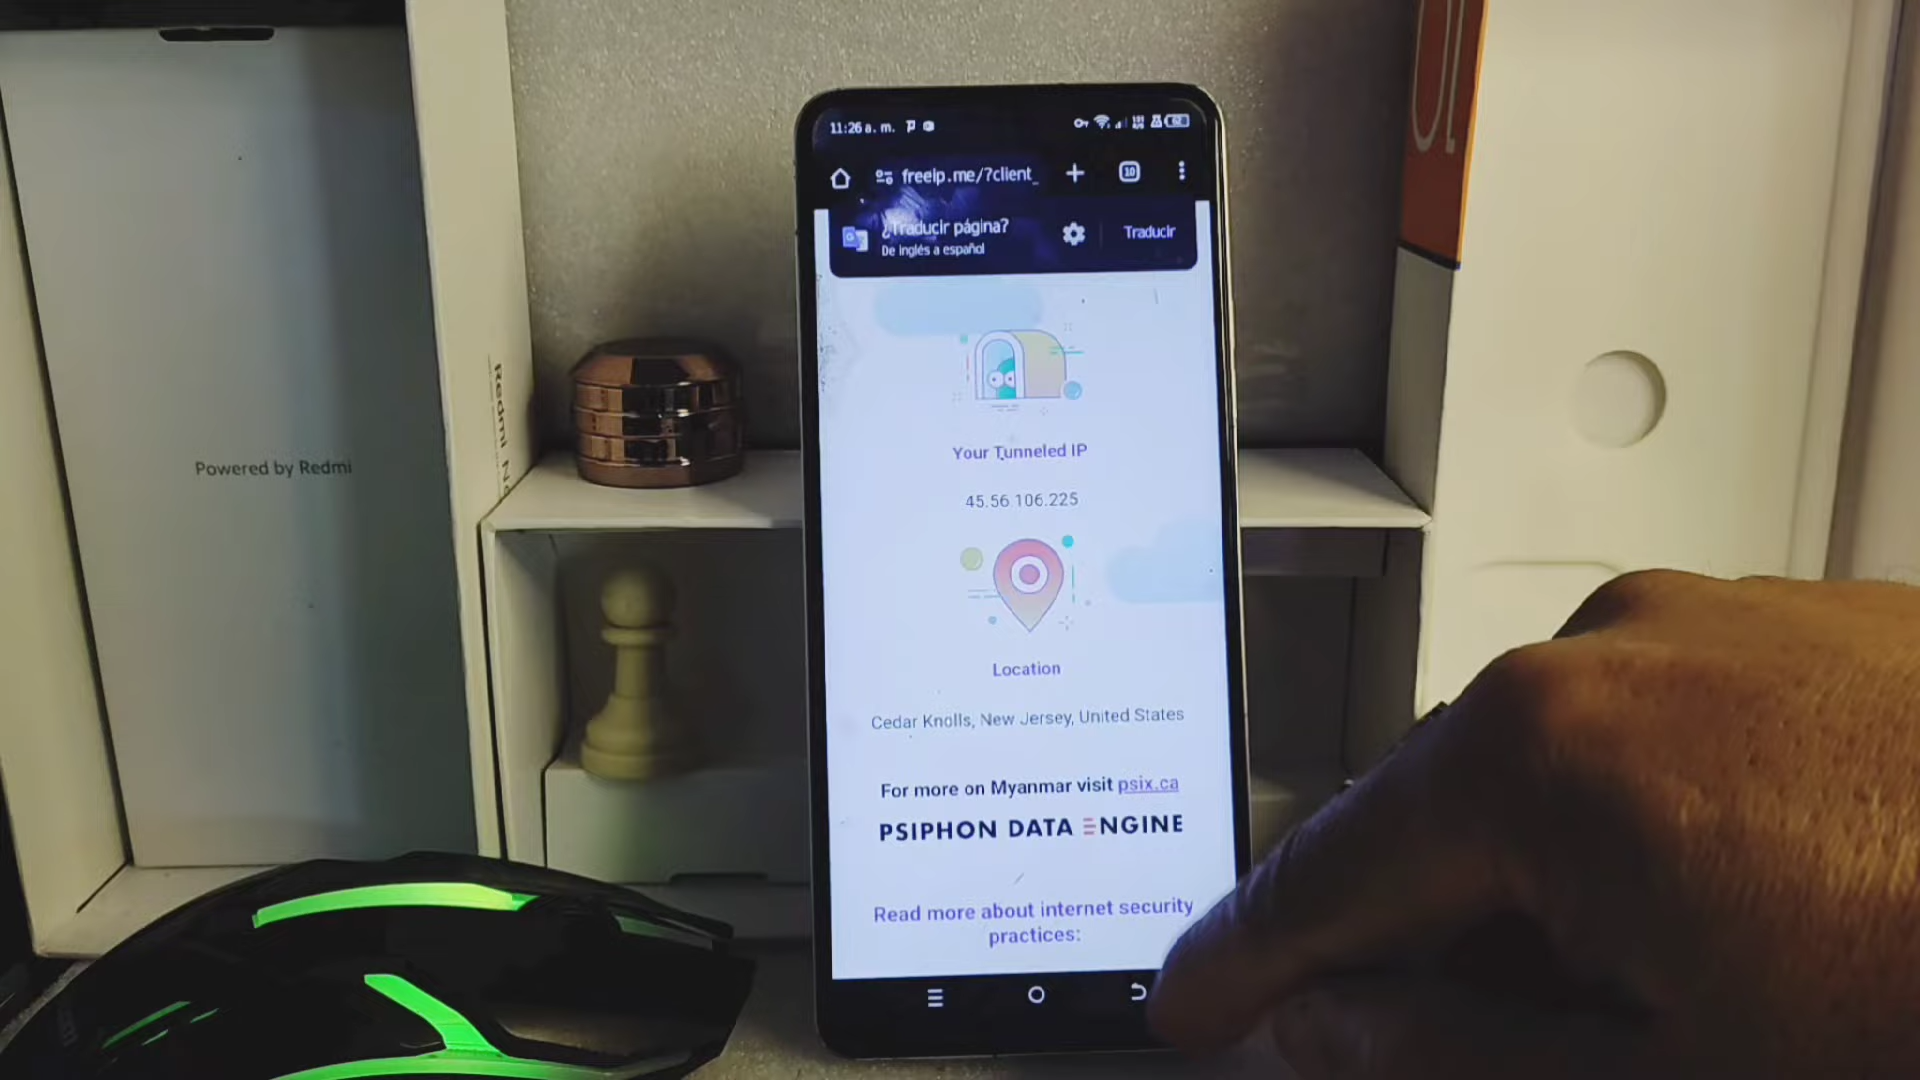 11:26 a. m.
freeip.me/?client_
10
¿Traducir página?
De inglés a español
Traducir
Your Tunneled IP
45.56.106.225
Location
Cedar Knolls, New Jersey, United States
For more on Myanmar visit psix.ca
PSIPHON DATA ENGINE
Read more about internet security
practices:
Powered by Redmi
Redmi